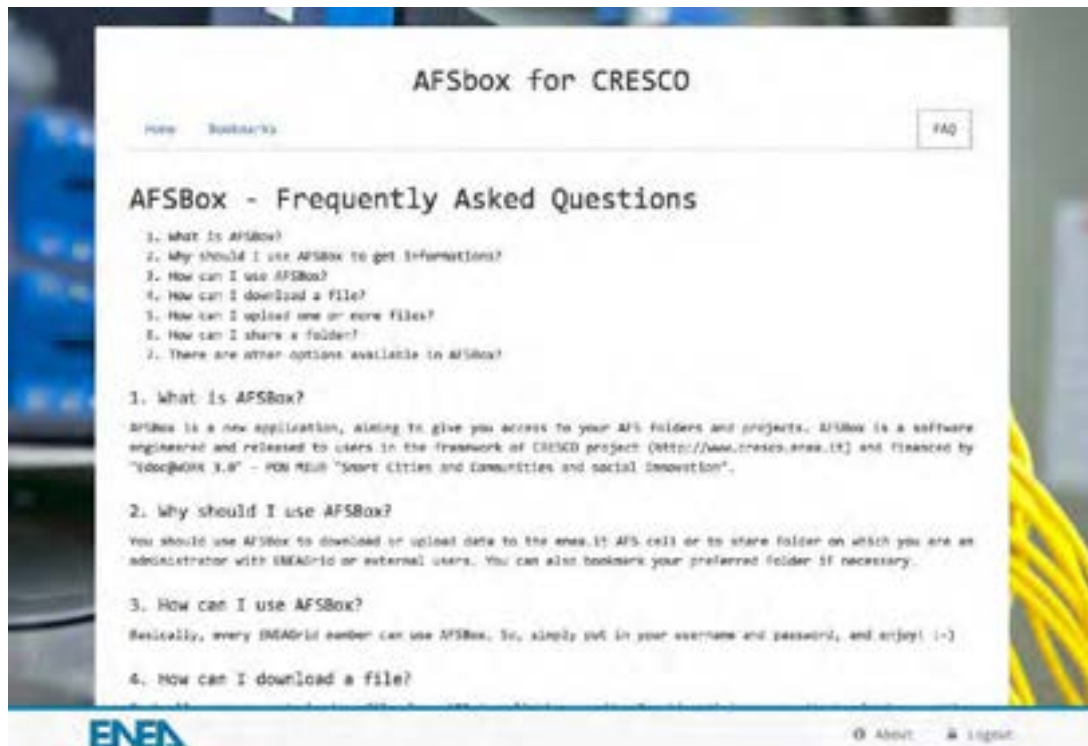 AFSbox for CRESCO
Home Bookmarks FAQ
AFSBox - Frequently Asked Questions
1. What is AFSBox?
2. Why should I use AFSBox to get informations?
3. How can I use AFSBox?
4. How can I download a file?
5. How can I upload one or more files?
6. How can I share a folder?
7. There are other options available in AFSBox?
1. What is AFSBox?
AFSBox is a new application, aiming to give you access to your AFS folders and projects. AFSBox is a software
engineered and released to users in the framework of CRESCO project (http://www.cresco.enea.it) and financed by
"Edoc@WORK 3.0" - PON MIUR "Smart Cities and Communities and social innovation".
2. Why should I use AFSBox?
You should use AFSBox to download or upload data to the enea.it AFS cell or to share folder on which you are an
administrator with ENEAGrid or external users. You can also bookmark your preferred folder if necessary.
3. How can I use AFSBox?
Basically, every ENEAGrid member can use AFSBox. So, simply put in your username and password, and enjoy! :-)
4. How can I download a file?
ENEA
About Logout